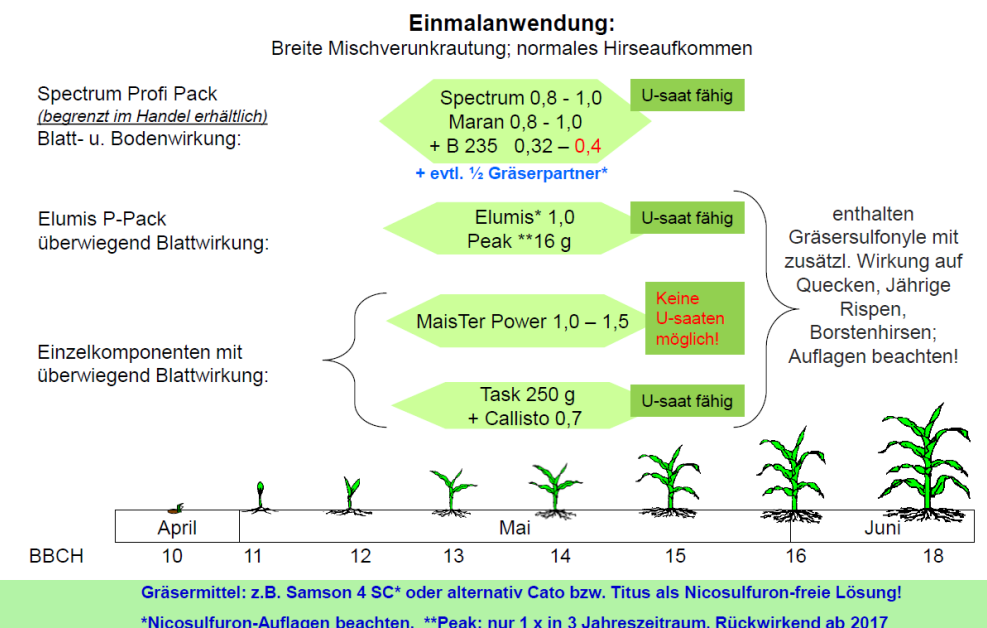 Einmalanwendung:
Breite Mischverunkrautung; normales Hirseaufkommen
Spectrum Profi Pack
(begrenzt im Handel erhältlich)
Blatt- u. Bodenwirkung:
Spectrum 0,8 - 1,0
Maran 0,8 - 1,0
+ B 235 0,32 – 0,4
U-saat fähig
+ evtl. ½ Gräserpartner*
Elumis P-Pack
überwiegend Blattwirkung:
Elumis* 1,0
Peak **16 g
U-saat fähig
Einzelkomponenten mit
überwiegend Blattwirkung:
MaisTer Power 1,0 – 1,5
Keine
U-saaten
möglich!
Task 250 g
+ Callisto 0,7
U-saat fähig
enthalten
Gräsersulfonyle mit
zusätzl. Wirkung auf
Quecken, Jährige
Rispen,
Borstenhirsen;
Auflagen beachten!
April Mai Juni
BBCH 10 11 12 13 14 15 16 18
Gräsermittel: z.B. Samson 4 SC* oder alternativ Cato bzw. Titus als Nicosulfuron-freie Lösung!
*Nicosulfuron-Auflagen beachten. **Peak: nur 1 x in 3 Jahreszeitraum. Rückwirkend ab 2017